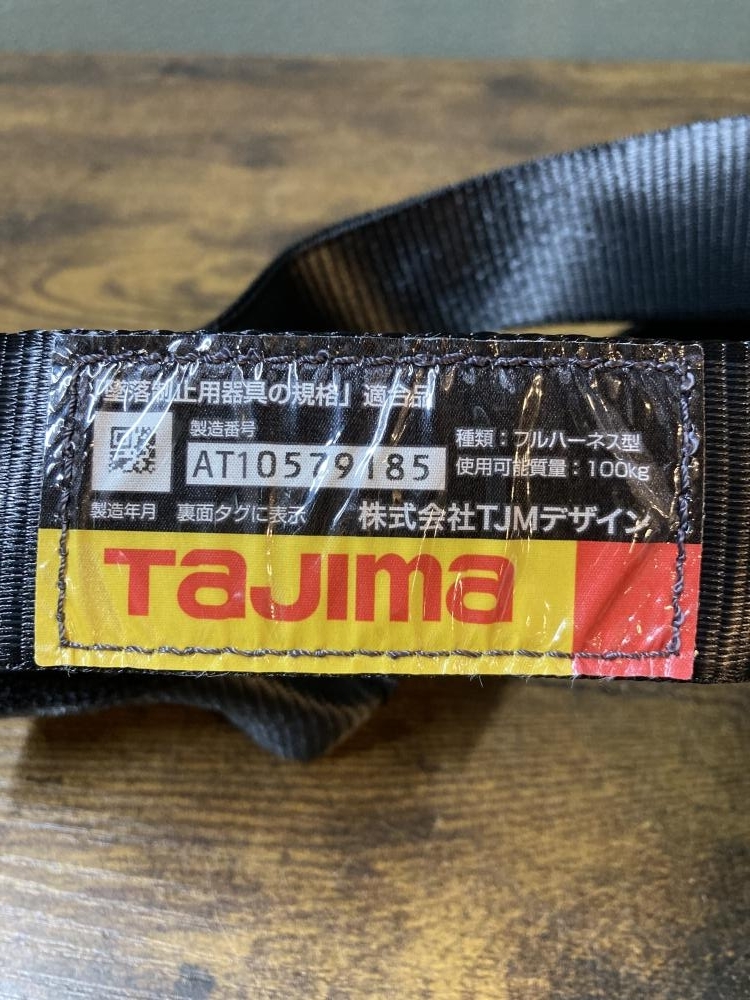 「墜落制止用器具の規格」適合品
製造番号
AT10579185
種類：フルハーネス型
使用可能質量：100kg
製造年月 裏面タグに表示
株式会社TJMデザイン
TaJIma